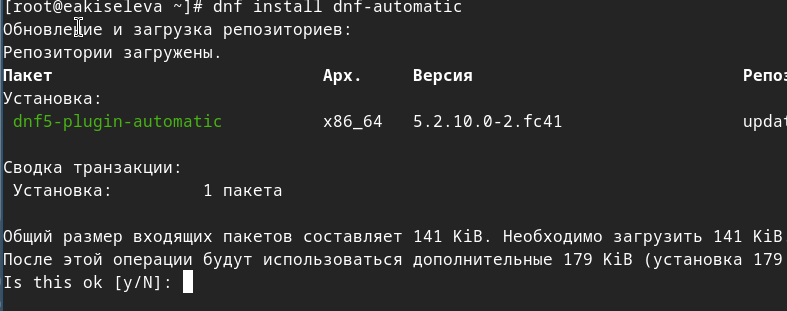 [root@eakiseleva ~]# dnf install dnf-automatic
Обновление и загрузка репозиториев:
Репозитории загружены.
Пакет Арх. Версия Репоз
Установка:
dnf5-plugin-automatic x86_64 5.2.10.0-2.fc41 updat
Сводка транзакции:
Установка: 1 пакета
Общий размер входящих пакетов составляет 141 KiB. Необходимо загрузить 141 KiB
После этой операции будут использоваться дополнительные 179 KiB (установка 179
Is this ok [y/N]: